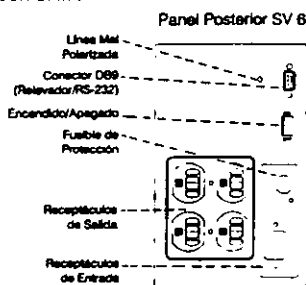 Panel Posterior SV 6
Línea Mal
Polarizada
Conector DB9
(Relevador/RS-232)
Encendido/Apagado
Fusible de
Protección
Receptáculos
de Salida
Receptáculos
de Entrada